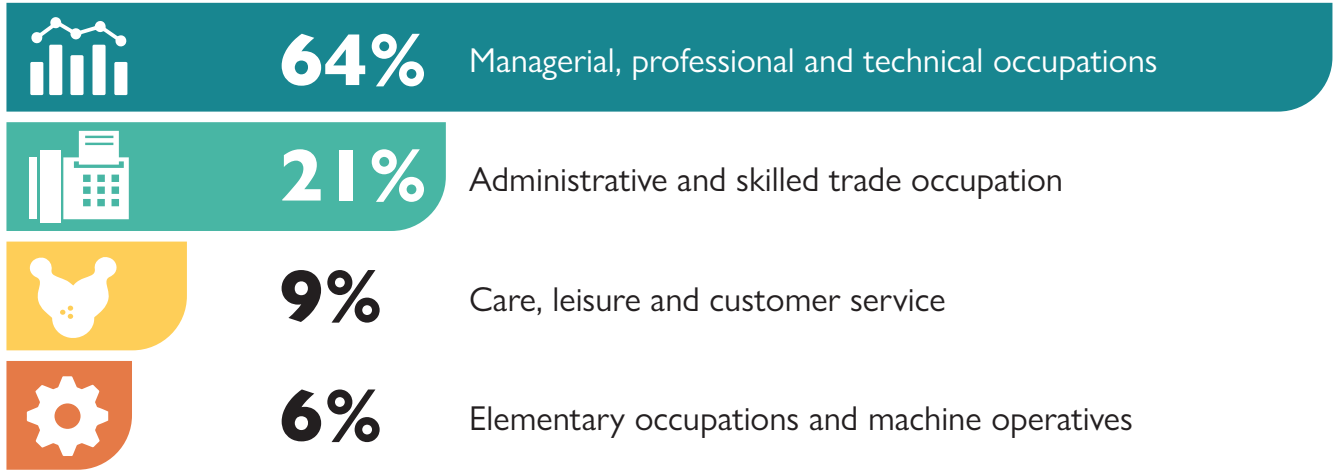 64% Managerial, professional and technical occupations
21% Administrative and skilled trade occupation
9% Care, leisure and customer service
6% Elementary occupations and machine operatives